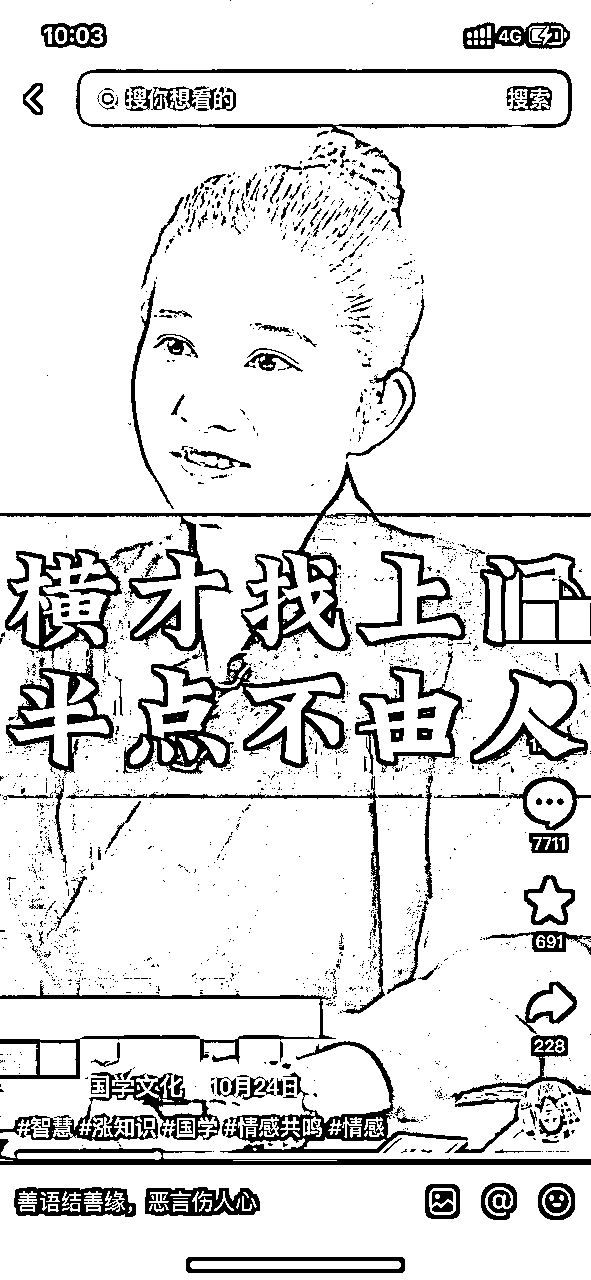 10:03 4G
搜你想看的 搜索
横才找上门
半点不由人
7711
691
228
国学文化 10月24日
#智慧 #涨知识 #国学 #情感共鸣 #情感
善语结善缘，恶言伤人心